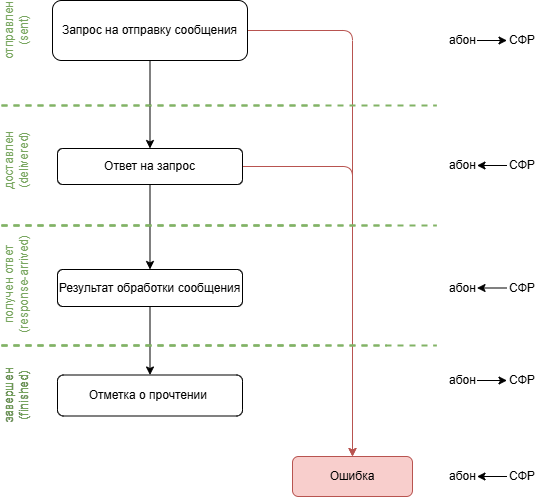 отправлен
(sent)
Запрос на отправку сообщения
абон СФР
доставлен
(delivered)
Ответ на запрос
абон СФР
получен ответ
(response-arrived)
Результат обработки сообщения
абон СФР
завершен
(finished)
Отметка о прочтении
абон СФР
Ошибка
абон СФР